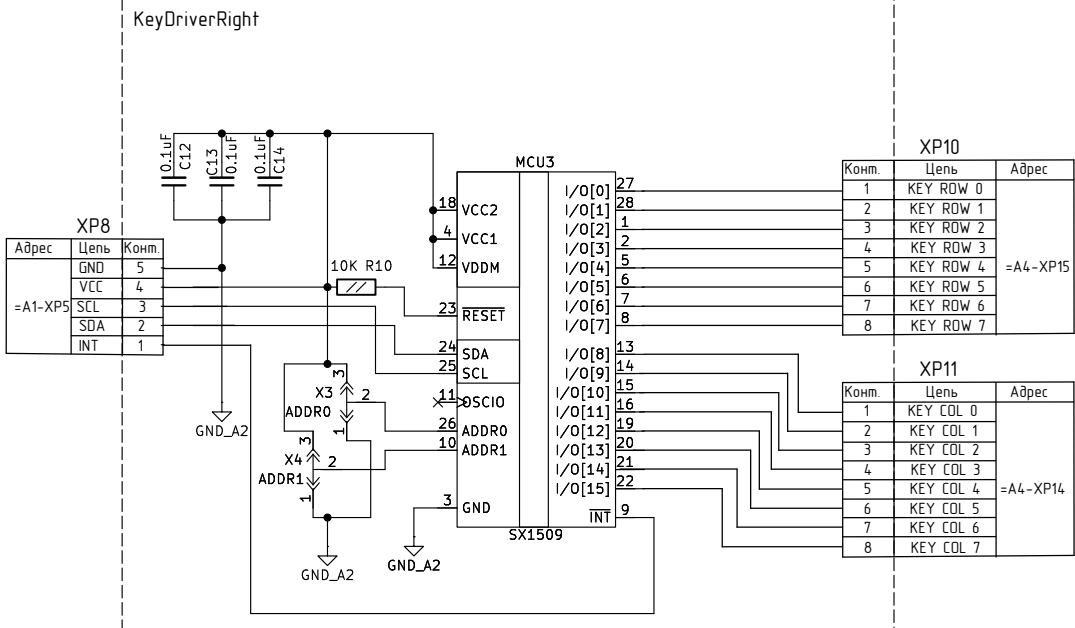 KeyDriverRight
0.1uF C12
C13 0.1uF
0.1uF C14
XP8
Адрес Цепь Конт.
GND 5
VCC 4
=A1-XP5 SCL 3
SDA 2
INT 1
GND_A2
10K R10
X3
ADDR0
3
2
1
X4
ADDR1
3
2
1
GND_A2
GND_A2
MCU3
18 VCC2
4 VCC1
12 VDDM
23 RESET
24 SDA
25 SCL
11 OSCIO
26 ADDR0
10 ADDR1
3 GND
I/O[0] 27
I/O[1] 28
I/O[2] 1
I/O[3] 2
I/O[4] 5
I/O[5] 6
I/O[6] 7
I/O[7] 8
I/O[8] 13
I/O[9] 14
I/O[10] 15
I/O[11] 16
I/O[12] 19
I/O[13] 20
I/O[14] 21
I/O[15] 22
INT 9
SX1509
XP10
Конт. Цепь Адрес
1 KEY ROW 0
2 KEY ROW 1
3 KEY ROW 2
4 KEY ROW 3
5 KEY ROW 4 =A4-XP15
6 KEY ROW 5
7 KEY ROW 6
8 KEY ROW 7
XP11
Конт. Цепь Адрес
1 KEY COL 0
2 KEY COL 1
3 KEY COL 2
4 KEY COL 3
5 KEY COL 4 =A4-XP14
6 KEY COL 5
7 KEY COL 6
8 KEY COL 7